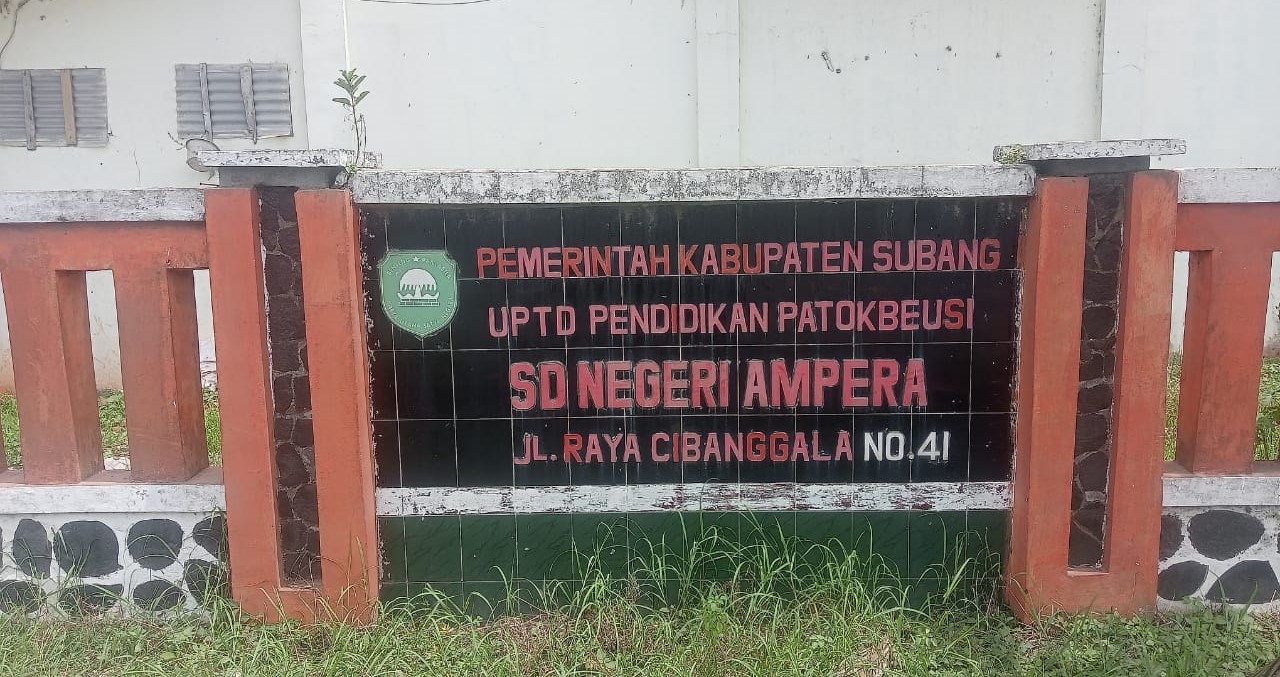 PEMERINTAH KABUPATEN SUBANG
UPTD PENDIDIKAN PATOKBEUSI
SD NEGERI AMPERA
JL. RAYA CIBANGGALA NO.41